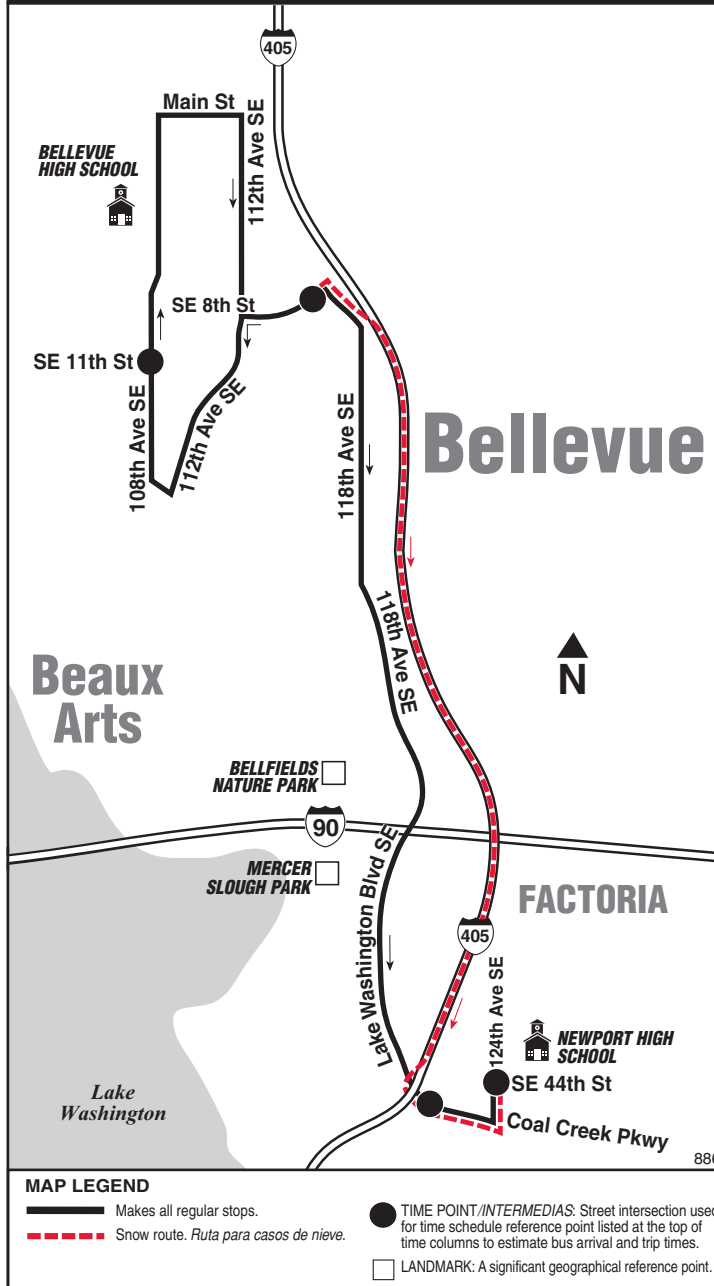 405
Main St
112th Ave SE
BELLEVUE
HIGH SCHOOL
SE 8th St
SE 11th St
108th Ave SE
112th Ave SE
118th Ave SE
Bellevue
118th Ave SE
N
Beaux
Arts
BELLFIELDS
NATURE PARK
90
MERCER
SLOUGH PARK
Lake Washington Blvd SE
FACTORIA
405
124th Ave SE
NEWPORT HIGH
SCHOOL
SE 44th St
Lake
Washington
Coal Creek Pkwy
MAP LEGEND
Makes all regular stops.
Snow route. Ruta para casos de nieve.
TIME POINT/INTERMEDIAS: Street intersection used
for time schedule reference point listed at the top of
time columns to estimate bus arrival and trip times.
LANDMARK: A significant geographical reference point.